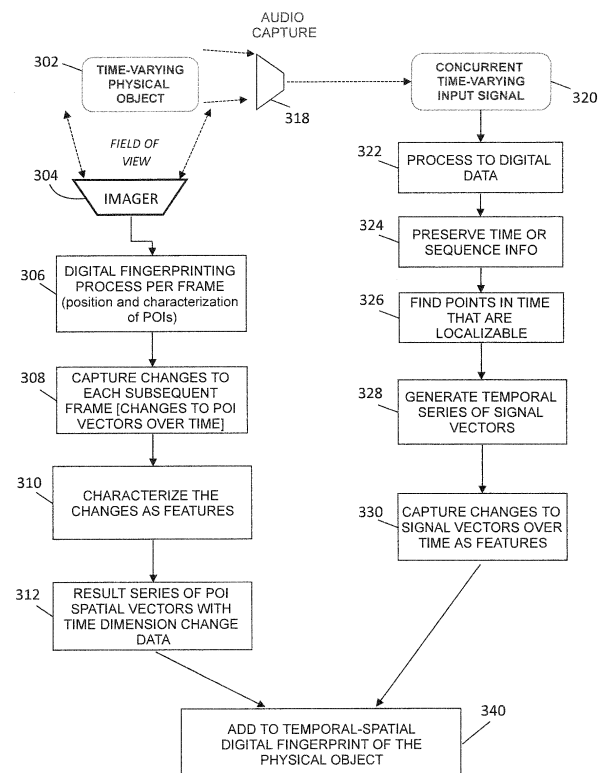 AUDIO
CAPTURE
302
TIME-VARYING
PHYSICAL
OBJECT
318
CONCURRENT
TIME-VARYING
INPUT SIGNAL
320
FIELD OF
VIEW
304
IMAGER
306
DIGITAL FINGERPRINTING
PROCESS PER FRAME
(position and characterization
of POIs)
308
CAPTURE CHANGES TO
EACH SUBSEQUENT
FRAME [CHANGES TO POI
VECTORS OVER TIME]
310
CHARACTERIZE THE
CHANGES AS FEATURES
312
RESULT SERIES OF POI
SPATIAL VECTORS WITH
TIME DIMENSION CHANGE
DATA
322
PROCESS TO DIGITAL
DATA
324
PRESERVE TIME OR
SEQUENCE INFO
326
FIND POINTS IN TIME
THAT ARE
LOCALIZABLE
328
GENERATE TEMPORAL
SERIES OF SIGNAL
VECTORS
330
CAPTURE CHANGES TO
SIGNAL VECTORS OVER
TIME AS FEATURES
340
ADD TO TEMPORAL-SPATIAL
DIGITAL FINGERPRINT OF THE
PHYSICAL OBJECT